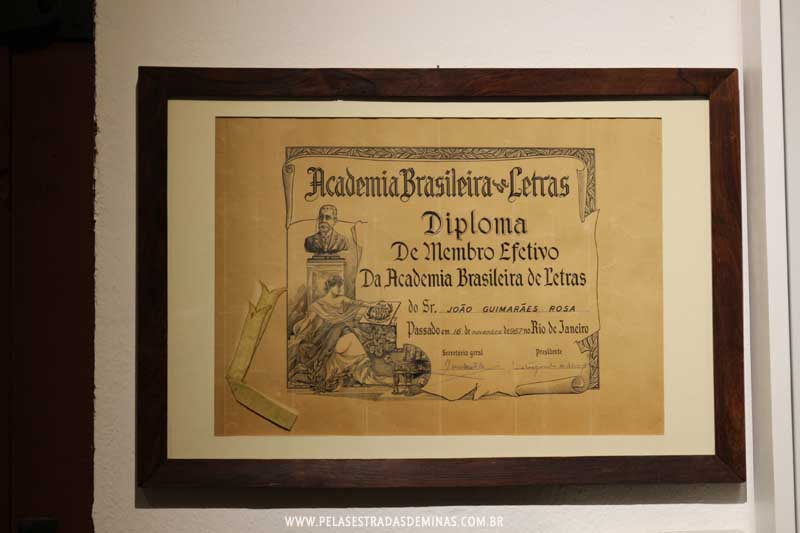 Academia Brasileira de Letras
Diploma
De Membro Efetivo
Da Academia Brasileira de Letras
do Sr. JOÃO GUIMARÃES ROSA
Passado em 16 de novembro de 1967 no Rio de Janeiro
Secretario geral Presidente
WWW.PELASESTRADASDEMINAS.COM.BR